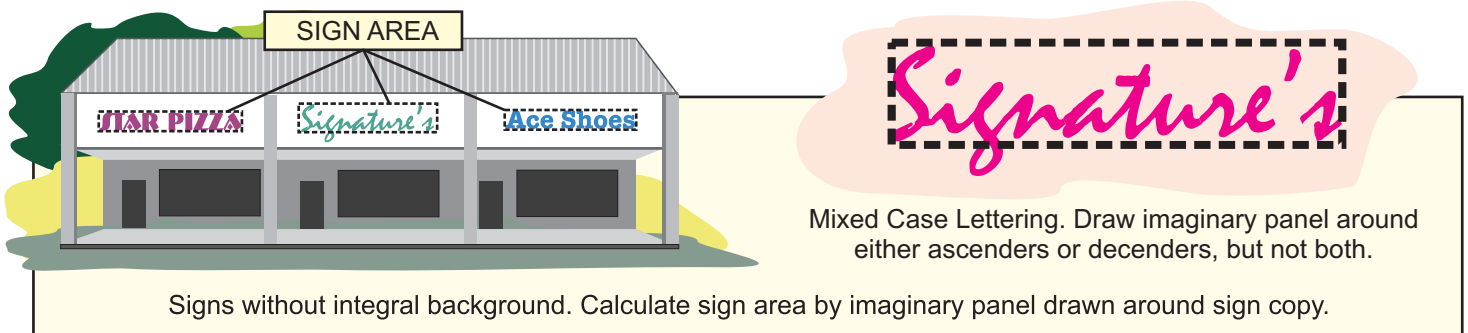 SIGN AREA
STAR PIZZA
Signature's
Ace Shoes
Signature's
Mixed Case Lettering. Draw imaginary panel around
either ascenders or decenders, but not both.
Signs without integral background. Calculate sign area by imaginary panel drawn around sign copy.